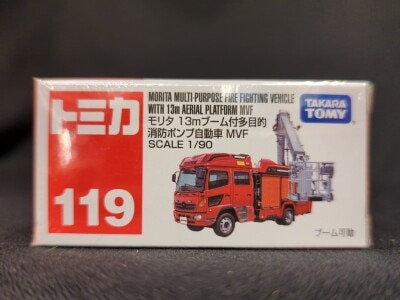 トミカ
119
MORITA MULTI-PURPOSE FIRE FIGHTING VEHICLE
WITH 13m AERIAL PLATFORM MVF
モリタ 13mブーム付多目的
消防ポンプ自動車 MVF
SCALE 1/90
TAKARA
TOMY
ブーム可動